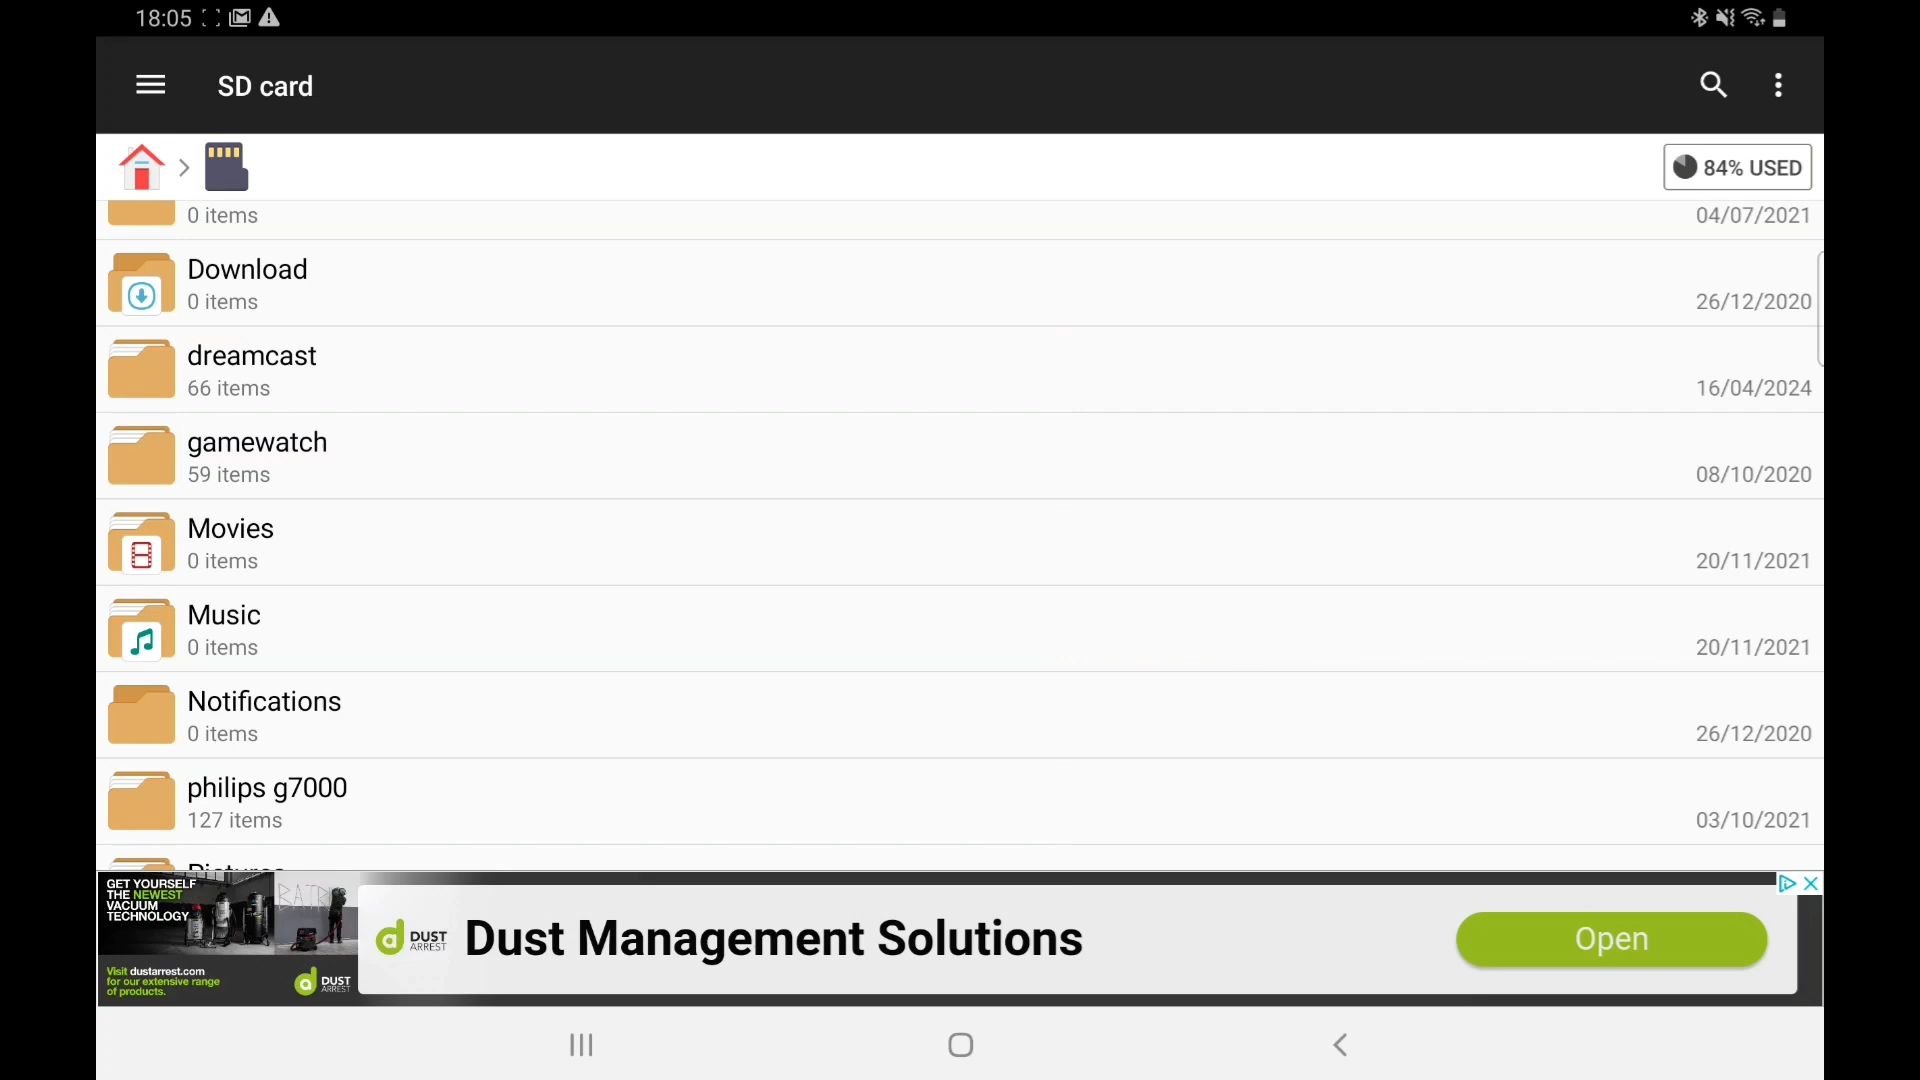 18:05
SD card
84% USED
0 items
04/07/2021
Download
0 items
26/12/2020
dreamcast
66 items
16/04/2024
gamewatch
59 items
08/10/2020
Movies
0 items
20/11/2021
Music
0 items
20/11/2021
Notifications
0 items
26/12/2020
philips g7000
127 items
03/10/2021
Pictures
GET YOURSELF
THE NEWEST
VACUUM
TECHNOLOGY
Visit dustarrest.com
for our extensive range
of products.
DUST
ARREST
DUST
ARREST
Dust Management Solutions
Open